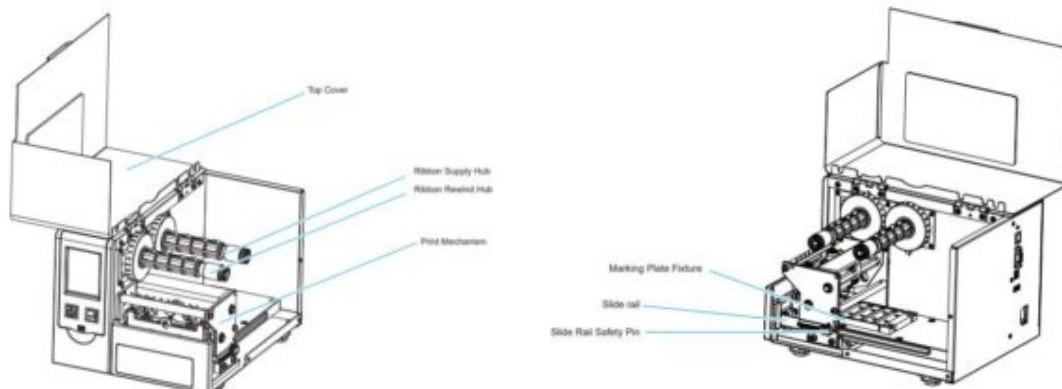 Top Cover
Ribbon Supply Hub
Ribbon Rewind Hub
Print Mechanism
Marking Plate Fixture
Slide rail
Slide Rail Safety Pin